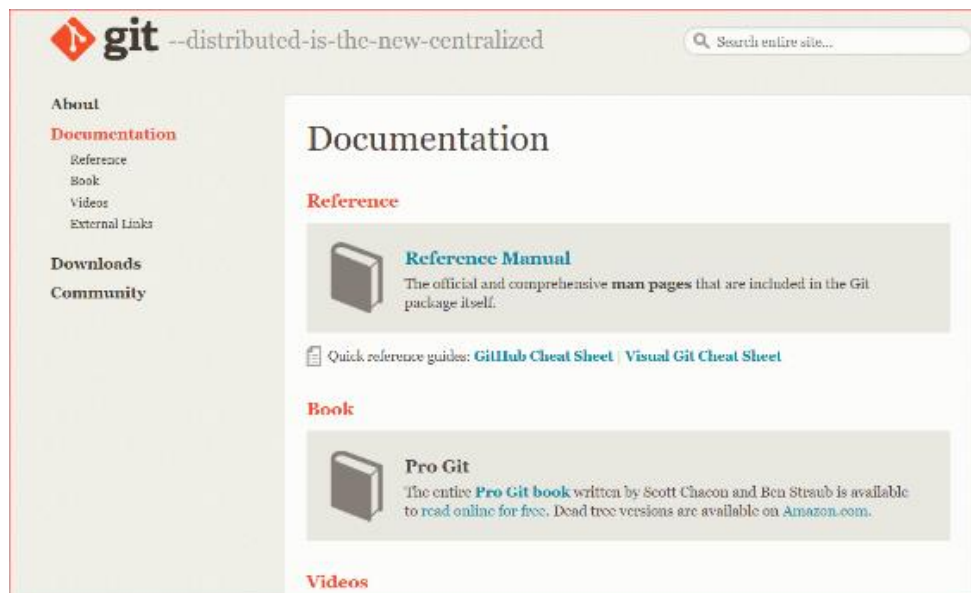 git --distributed-is-the-new-centralized
Search entire site...
About
Documentation
Reference
Book
Videos
External Links
Downloads
Community
Documentation
Reference
Reference Manual
The official and comprehensive man pages that are included in the Git
package itself.
Quick reference guides: GitHub Cheat Sheet | Visual Git Cheat Sheet
Book
Pro Git
The entire Pro Git book written by Scott Chacon and Ben Straub is available
to read online for free. Dead tree versions are available on Amazon.com.
Videos